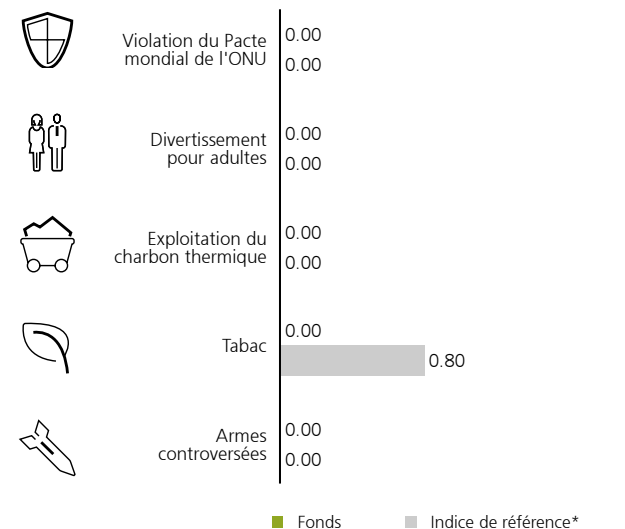 Violation du Pacte
mondial de l'ONU
0.00
0.00
Divertissement
pour adultes
0.00
0.00
Exploitation du
charbon thermique
0.00
0.00
Tabac
0.00
0.80
Armes
controversées
0.00
0.00
Fonds
Indice de référence*